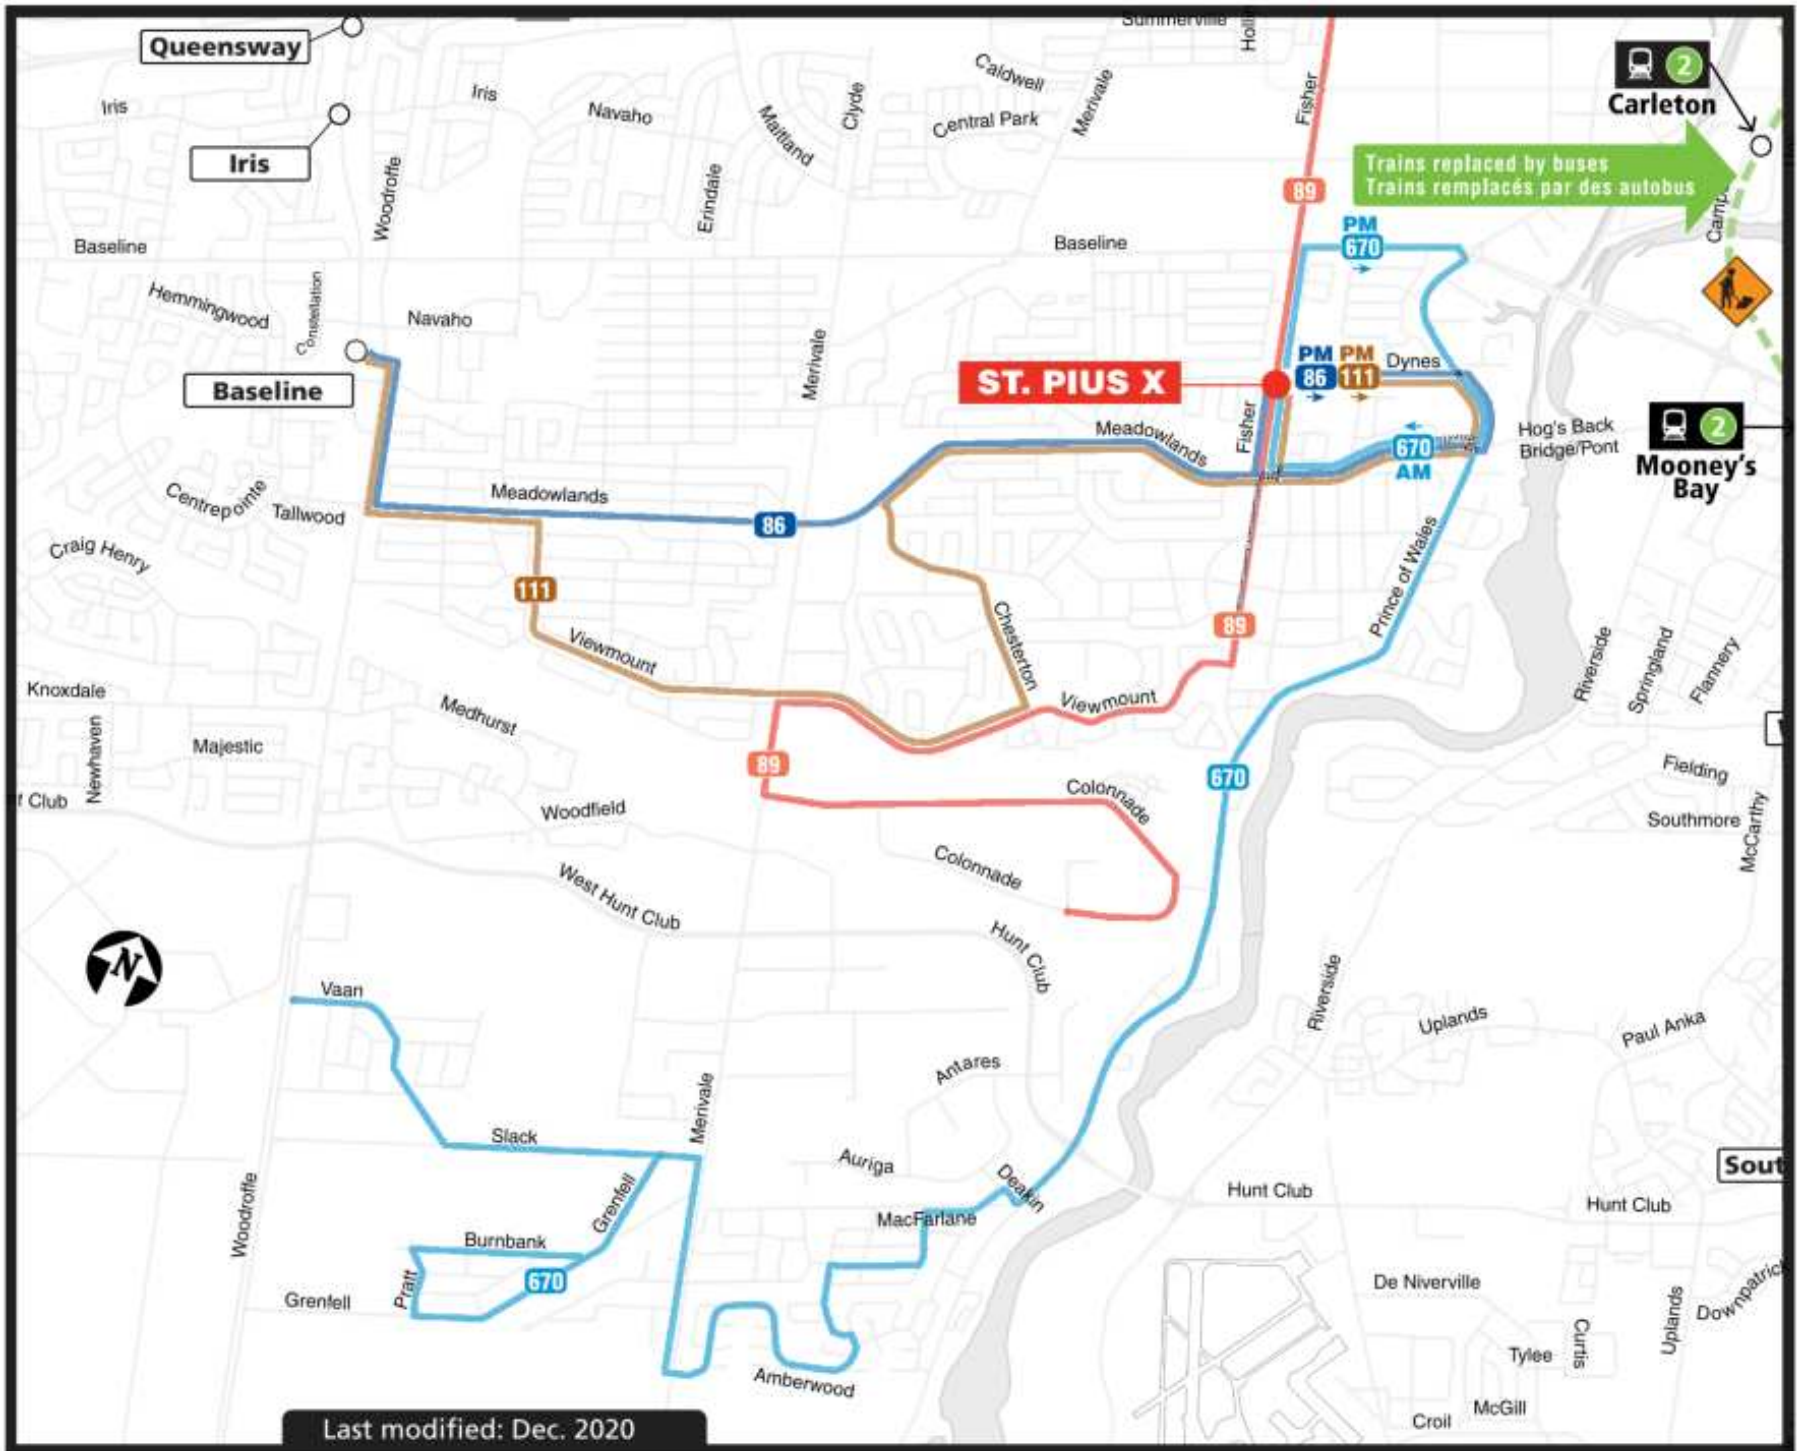 Summerville
Queensway
Fisher
Caldwell
Merivale
2
Carleton
Iris
Iris
Navaho
Maitland
Clyde
Central Park
Iris
Woodroffe
Erindale
Trains replaced by buses
Trains remplacés par des autobus
89
PM
670
Baseline
Baseline
Hemmingwood
Constellation
Navaho
Merivale
Baseline
ST. PIUS X
PM PM
86 111
Dynes
Fisher
Meadowlands
670
AM
Hog's Back
Bridge/Pont
2
Mooney's
Bay
Centrepointe
Tallwood
Meadowlands
86
Craig Henry
111
Viewmount
Chesterton
89
Prince of Wales
Riverside
Springland
Flannery
Knoxdale
Newhaven
Majestic
Medhurst
Viewmount
89
670
Colonnade
Fielding
Southmore
McCarthy
t Club
Woodfield
Colonnade
West Hunt Club
Hunt Club
N
Vaan
Riverside
Uplands
Paul Anka
Antares
Slack
Merivale
Auriga
Deakin
Woodroffe
Grenfell
MacFarlane
Hunt Club
Hunt Club
Sout
Burnbank
670
Pratt
Grenfell
De Niverville
Curtis
Uplands
Downpatrick
Amberwood
Tylee
McGill
Croil
Last modified: Dec. 2020